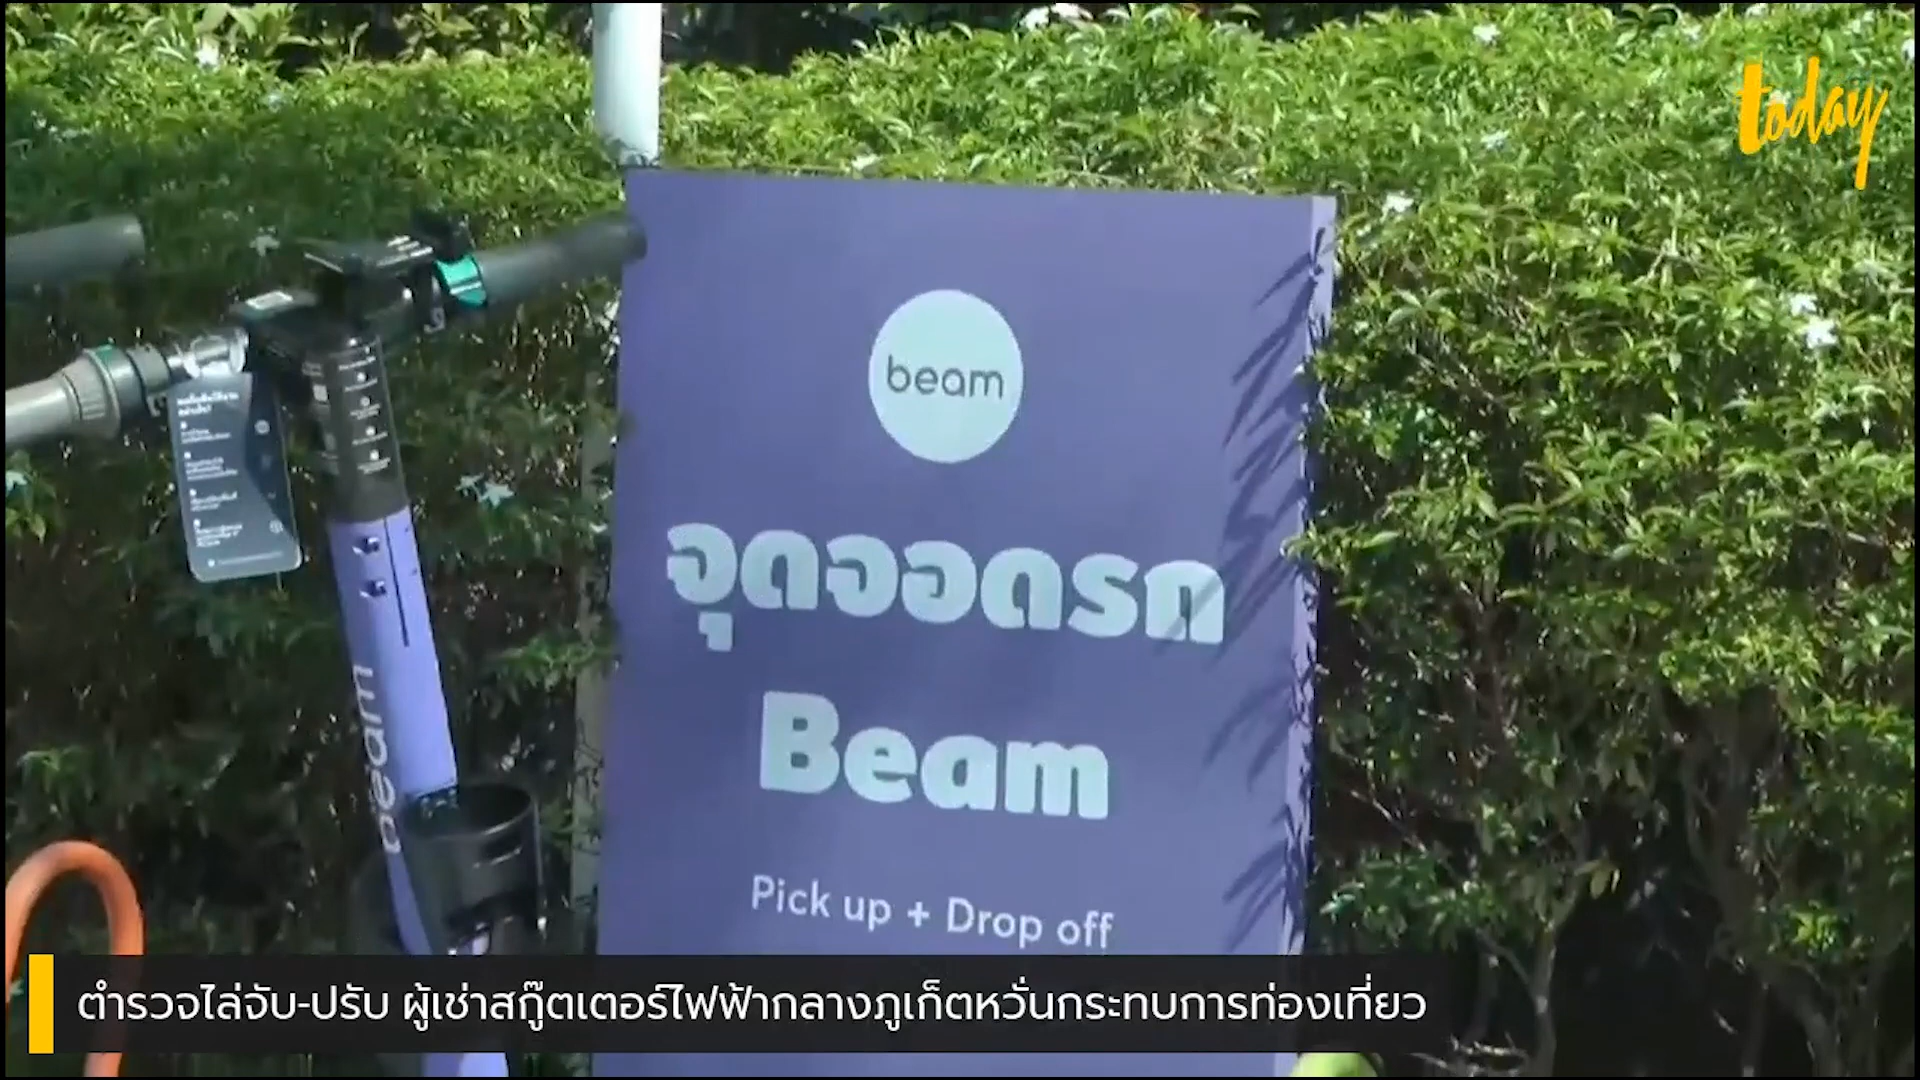 today
beam
จุดจอดรถ
Beam
Pick up + Drop off
beam
ตำรวจไล่จับ-ปรับ ผู้เช่าสกู๊ตเตอร์ไฟฟ้ากลางภูเก็ตหวั่นกระทบการท่องเที่ยว